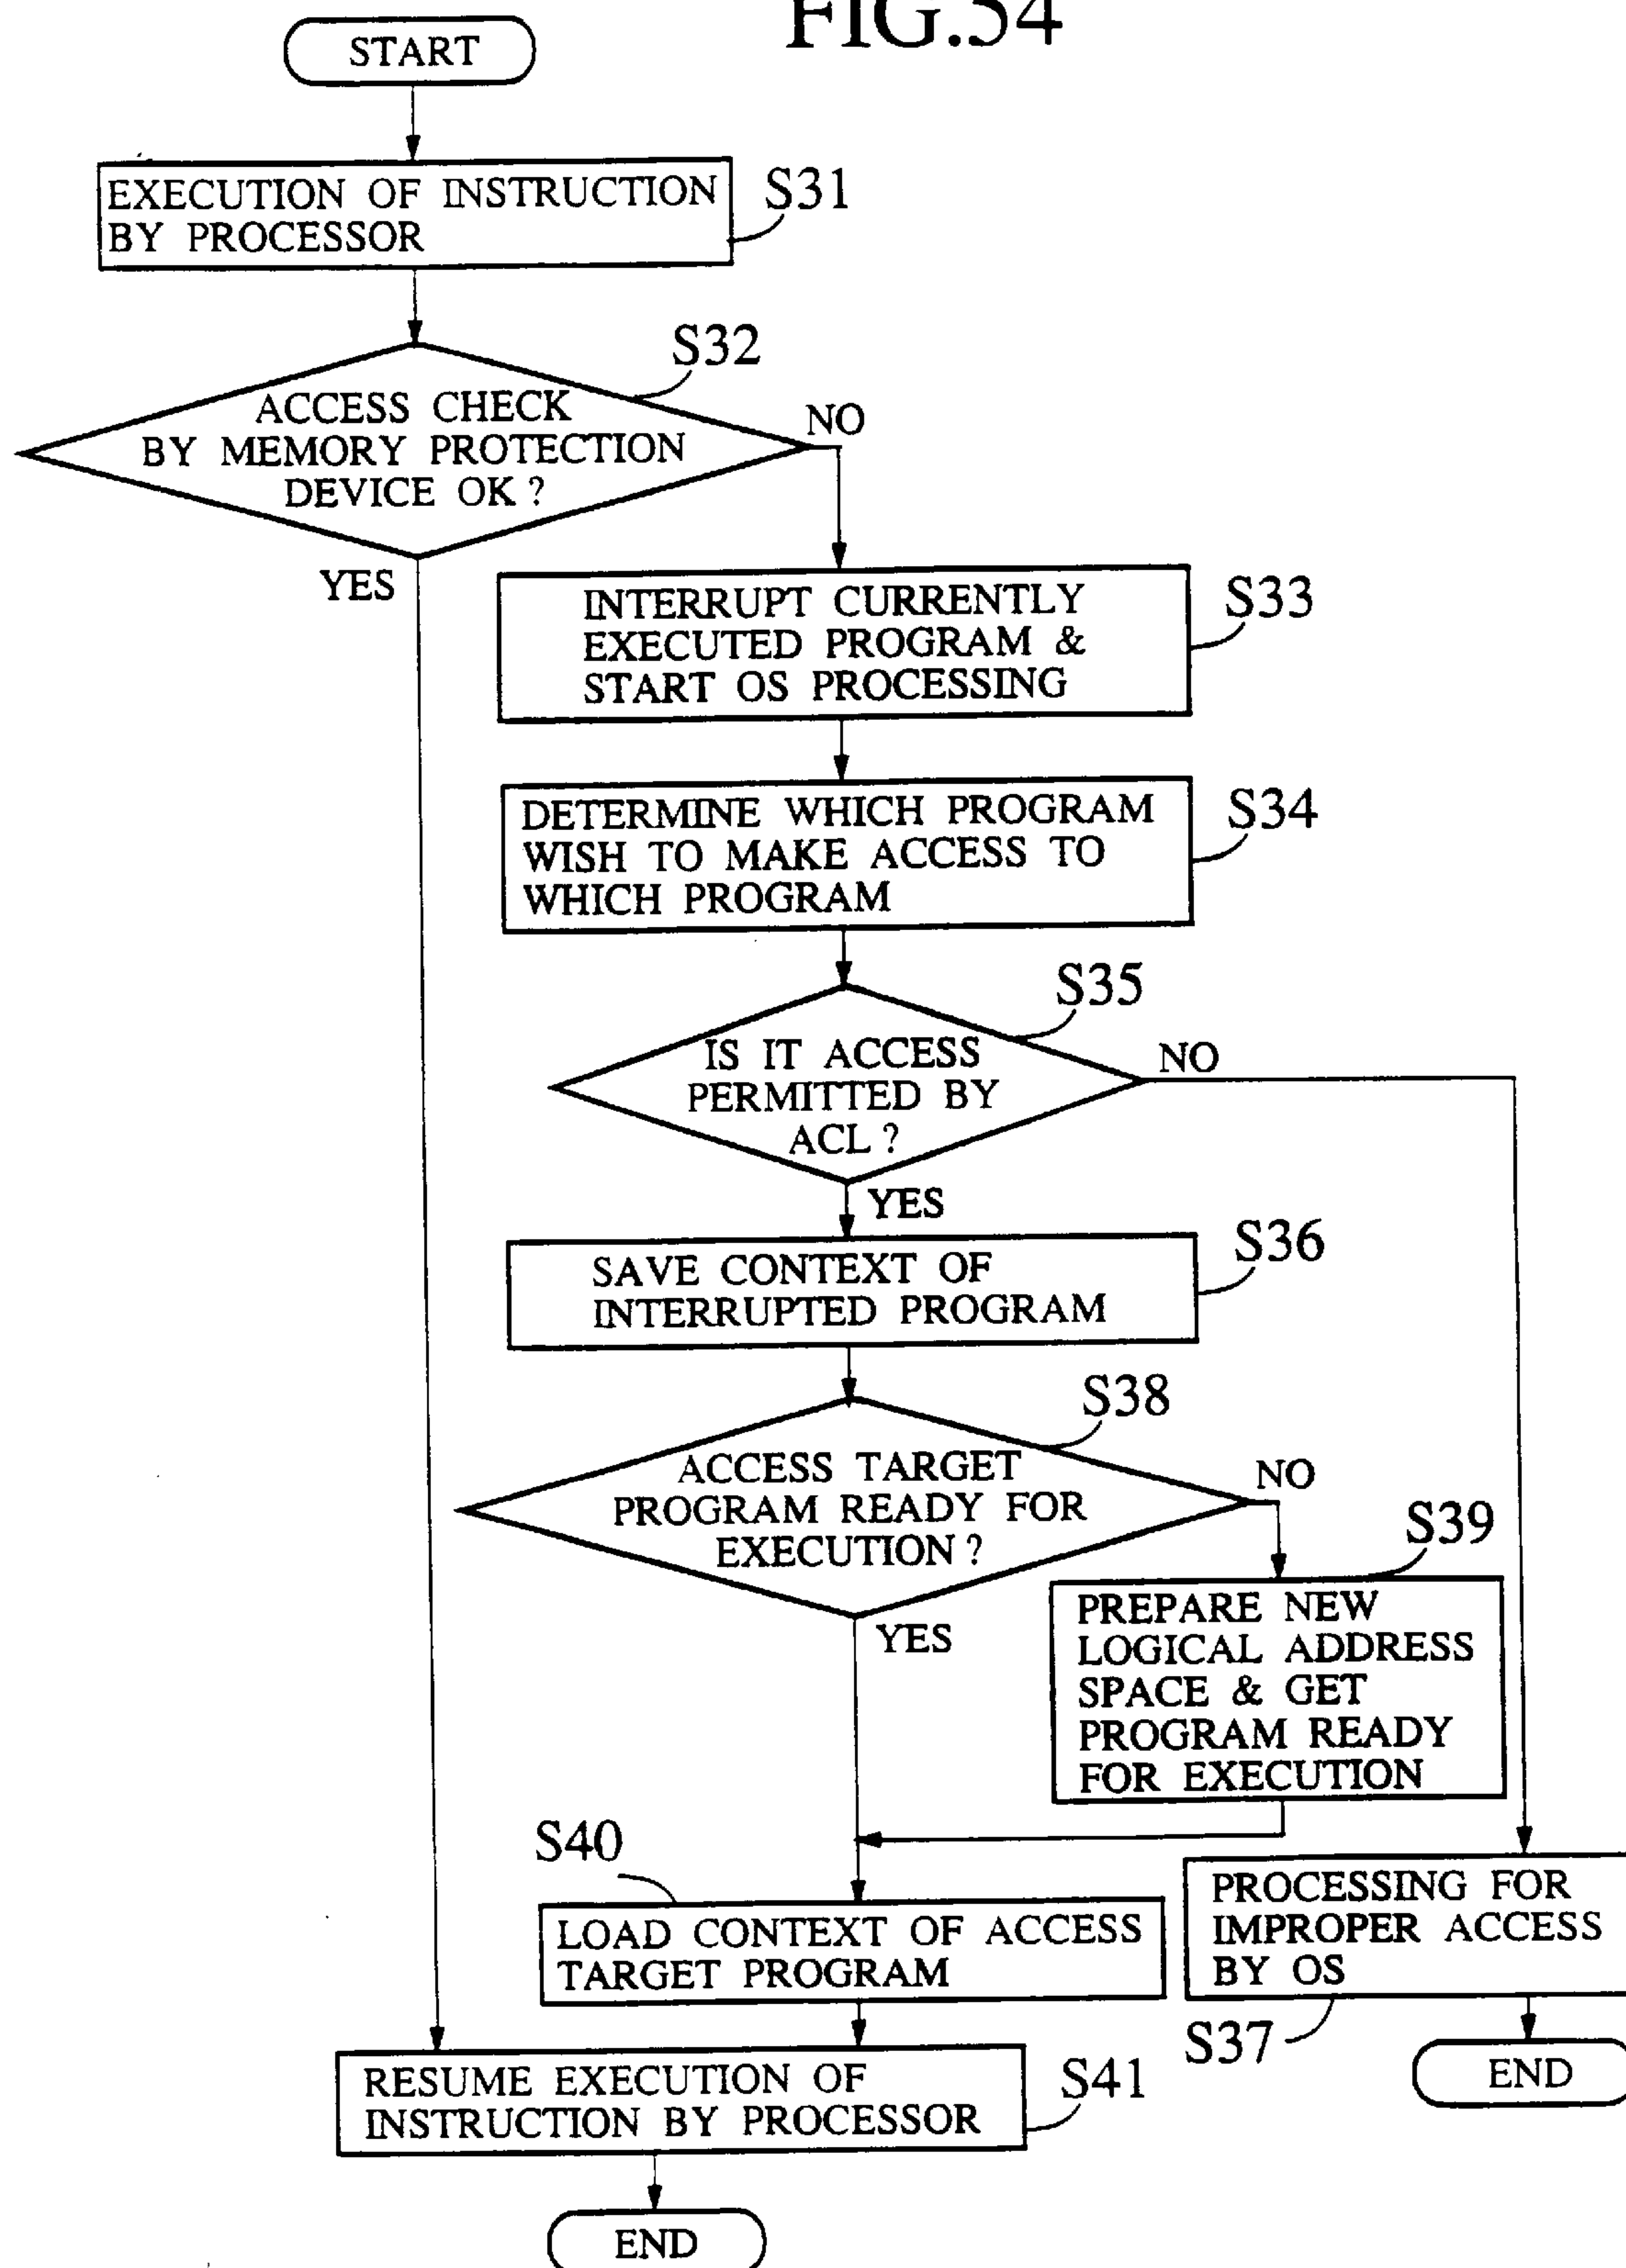 FIG.54
START
EXECUTION OF INSTRUCTION
BY PROCESSOR
S31
S32
ACCESS CHECK
BY MEMORY PROTECTION
DEVICE OK?
NO
YES
INTERRUPT CURRENTLY
EXECUTED PROGRAM &
START OS PROCESSING
S33
DETERMINE WHICH PROGRAM
WISH TO MAKE ACCESS TO
WHICH PROGRAM
S34
S35
IS IT ACCESS
PERMITTED BY
ACL?
NO
YES
SAVE CONTEXT OF
INTERRUPTED PROGRAM
S36
S38
ACCESS TARGET
PROGRAM READY FOR
EXECUTION?
NO
YES
S39
PREPARE NEW
LOGICAL ADDRESS
SPACE & GET
PROGRAM READY
FOR EXECUTION
S40
LOAD CONTEXT OF ACCESS
TARGET PROGRAM
PROCESSING FOR
IMPROPER ACCESS
BY OS
S37
END
RESUME EXECUTION OF
INSTRUCTION BY PROCESSOR
S41
END